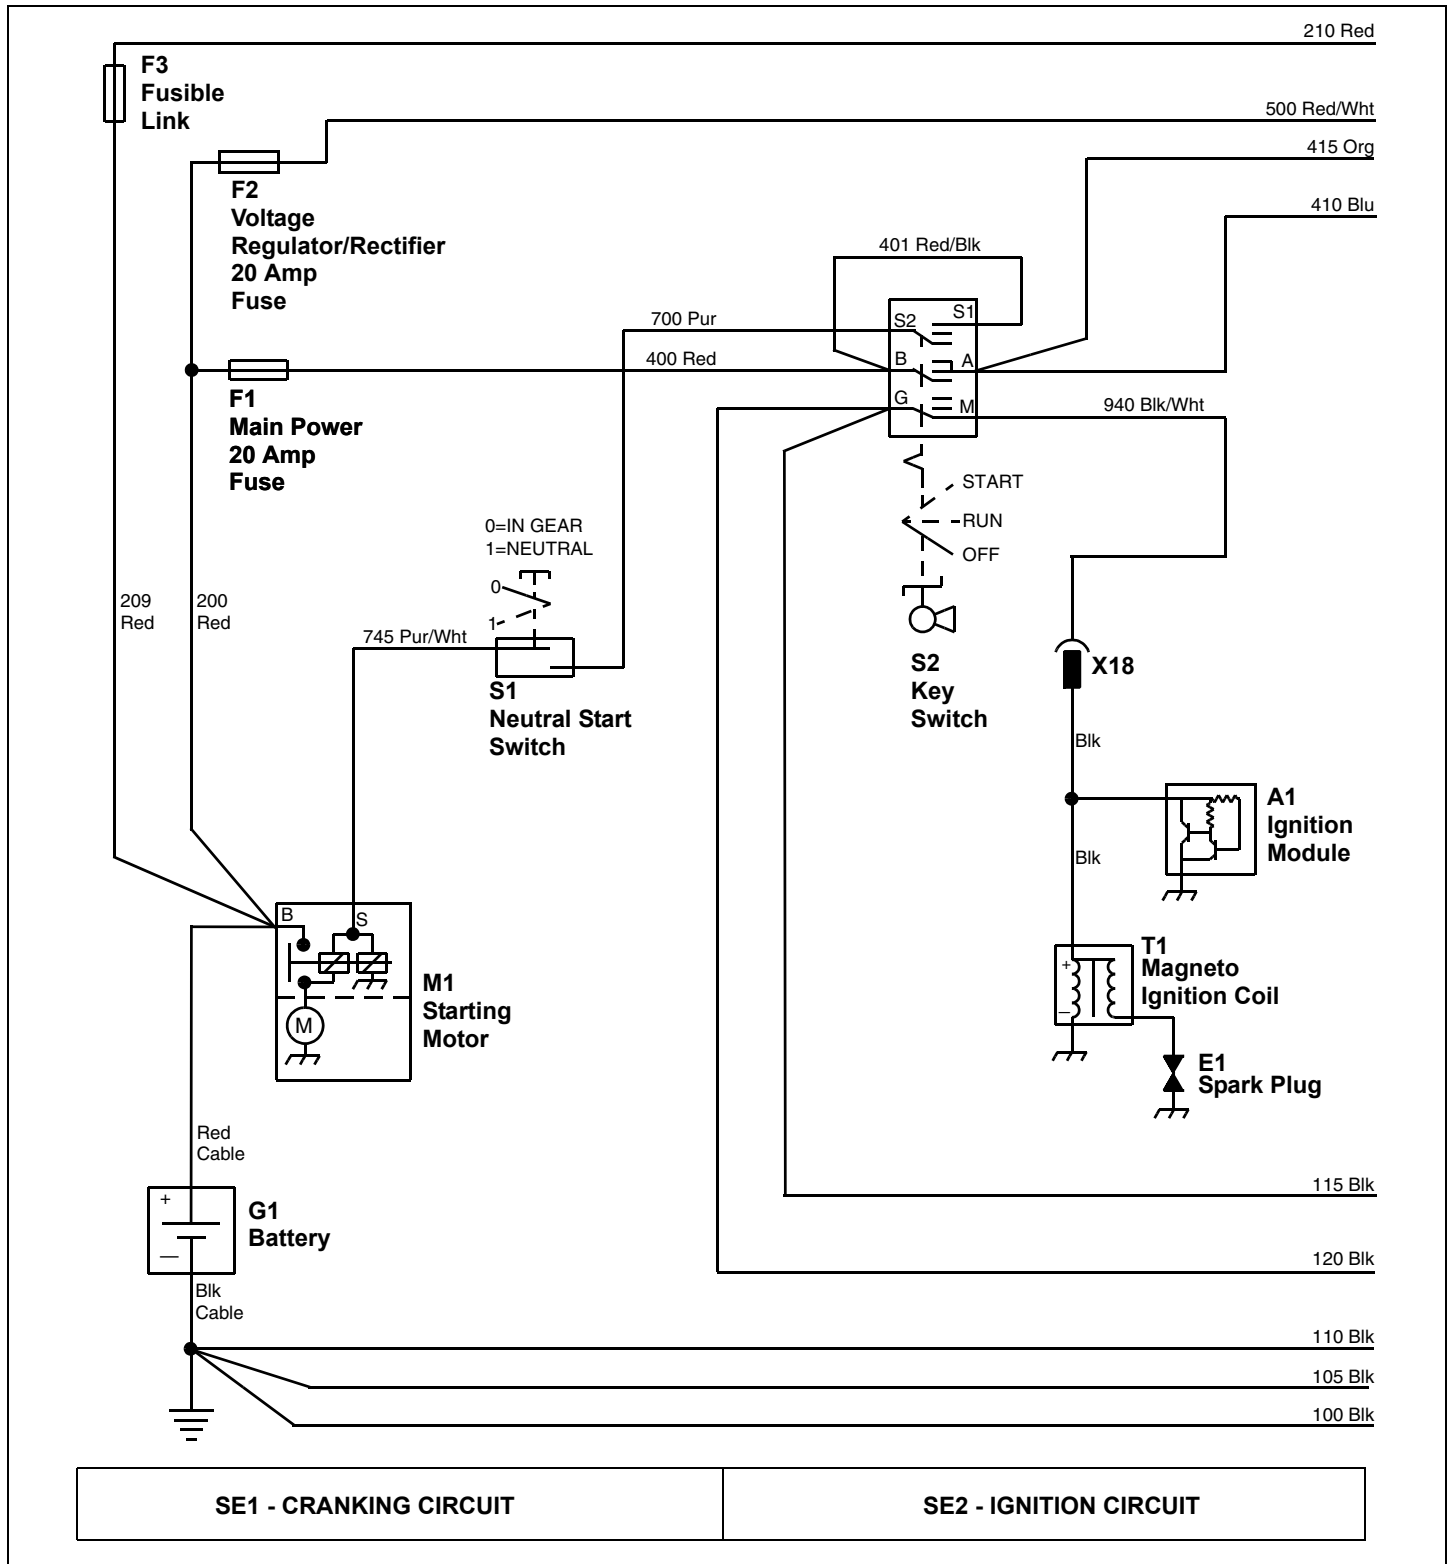 210 Red
F3
Fusible
Link
500 Red/Wht
415 Org
F2
Voltage
Regulator/Rectifier
20 Amp
Fuse
410 Blu
401 Red/Blk
700 Pur
400 Red
S2
S1
B
A
G
M
F1
Main Power
20 Amp
Fuse
940 Blk/Wht
START
RUN
OFF
0=IN GEAR
1=NEUTRAL
0
1
209
Red
200
Red
745 Pur/Wht
S1
Neutral Start
Switch
S2
Key
Switch
X18
Blk
A1
Ignition
Module
Blk
B
S
M
M1
Starting
Motor
T1
Magneto
Ignition Coil
+
—
E1
Spark Plug
Red
Cable
+
—
G1
Battery
Blk
Cable
115 Blk
120 Blk
110 Blk
105 Blk
100 Blk
SE1 - CRANKING CIRCUIT
SE2 - IGNITION CIRCUIT